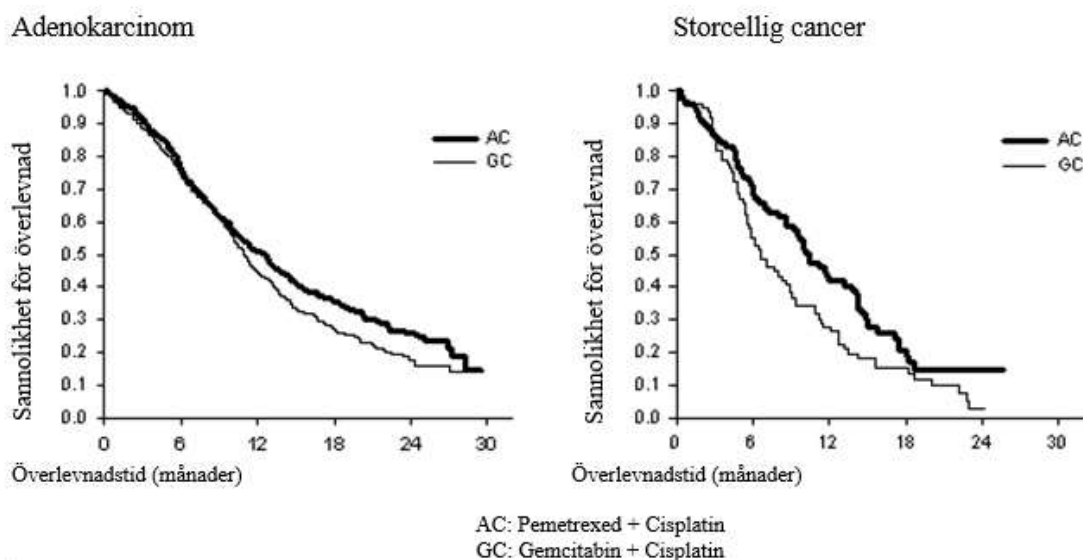 Adenokarcinom
Storcellig cancer
Sannolikhet för överlevnad
1.0
0.9
0.8
0.7
0.6
0.5
0.4
0.3
0.2
0.1
0.0
AC
GC
0 6 12 18 24 30
Överlevnadstid (månader)
Sannolikhet för överlevnad
1.0
0.9
0.8
0.7
0.6
0.5
0.4
0.3
0.2
0.1
0.0
AC
GC
0 6 12 18 24 30
Överlevnadstid (månader)
AC: Pemetrexed + Cisplatin
GC: Gemcitabin + Cisplatin